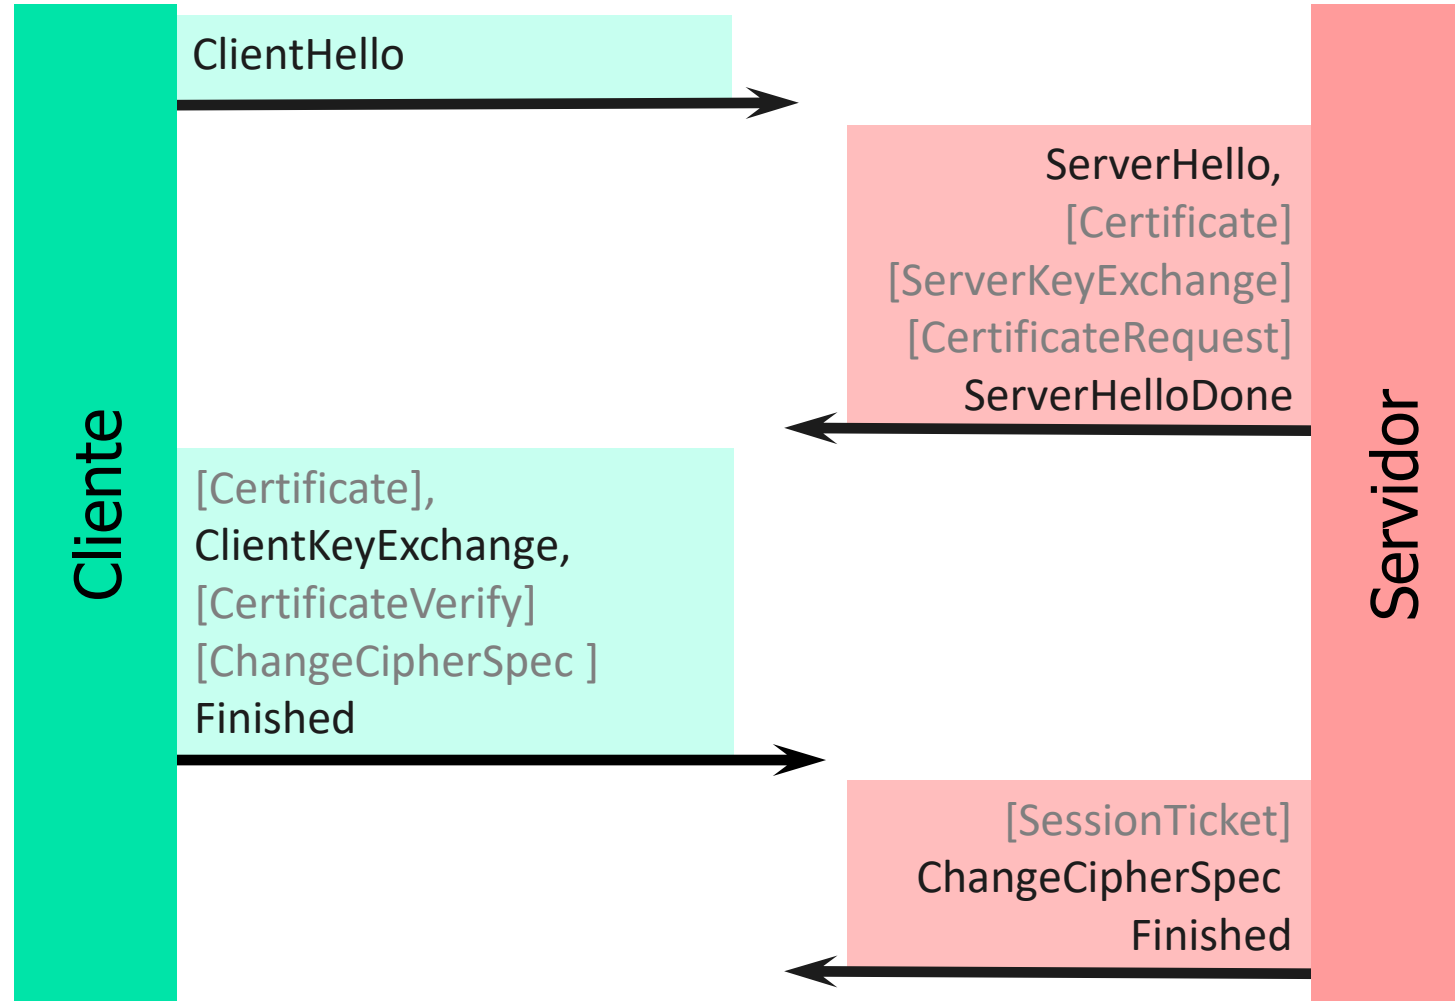 Cliente
ClientHello
ServerHello,
[Certificate]
[ServerKeyExchange]
[CertificateRequest]
ServerHelloDone
[Certificate],
ClientKeyExchange,
[CertificateVerify]
[ChangeCipherSpec ]
Finished
[SessionTicket]
ChangeCipherSpec
Finished
Servidor